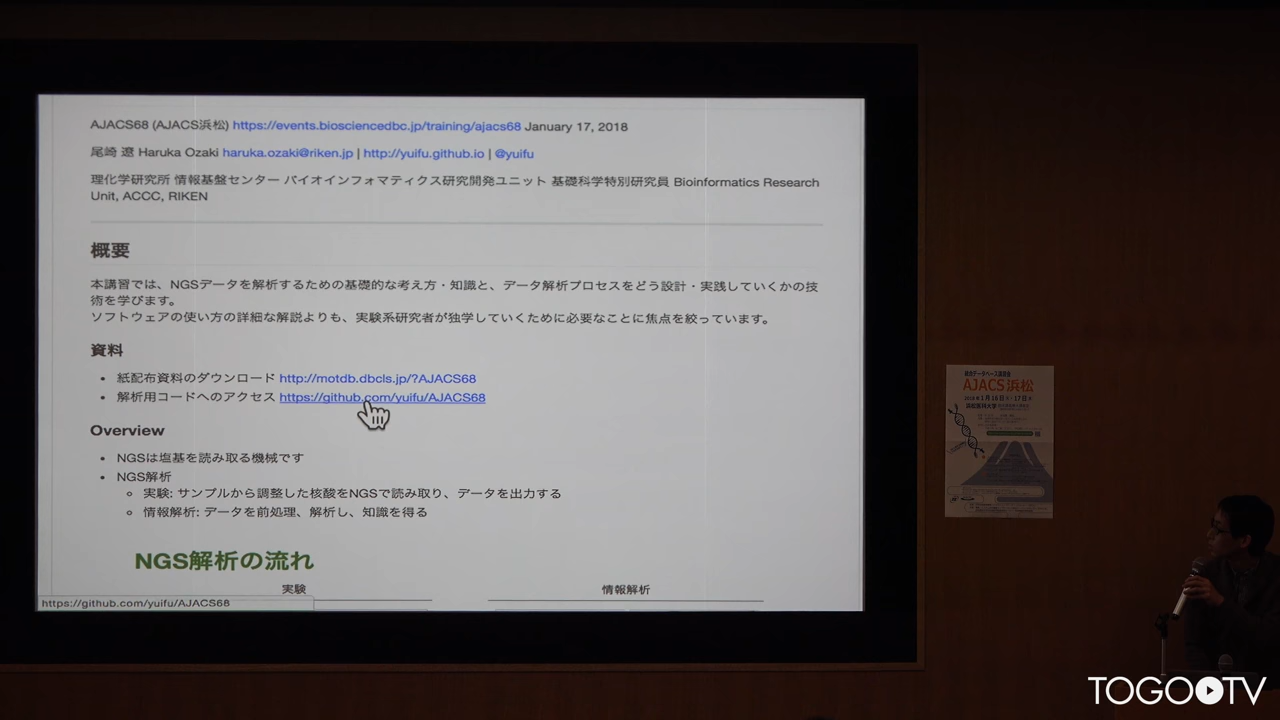 AJACS68 (AJACS浜松) https://events.biosciencedbc.jp/training/ajacs68 January 17, 2018
尾崎 遼 Haruka Ozaki haruka.ozaki@riken.jp | http://yuifu.github.io | @yuifu
理化学研究所 情報基盤センター バイオインフォマティクス研究開発ユニット 基礎科学特別研究員 Bioinformatics Research
Unit, ACCC, RIKEN
概要
本講習では、NGSデータを解析するための基礎的な考え方・知識と、データ解析プロセスをどう設計・実践していくかの技
術を学びます。
ソフトウェアの使い方の詳細な解説よりも、実験系研究者が独学していくために必要なことに焦点を絞っています。
資料
紙配布資料のダウンロード http://motdb.dbcls.jp/?AJACS68
解析用コードへのアクセス https://github.com/yuifu/AJACS68
Overview
NGSは塩基を読み取る機械です
NGS解析
実験: サンプルから調整した核酸をNGSで読み取り、データを出力する
情報解析: データを前処理、解析し、知識を得る
NGS解析の流れ
実験 情報解析
https://github.com/yuifu/AJACS68
AJACS浜松
TOGOTV